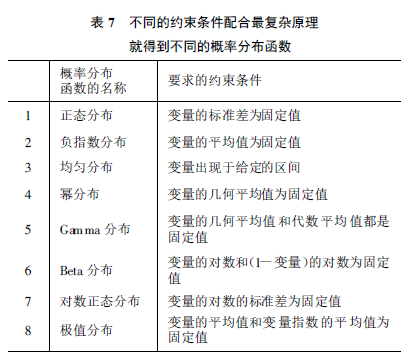 表 7 不同的约束条件配合最复杂原理
就得到不同的概率分布函数
概率分布
函数的名称
要求的约束条件
1 正态分布 变量的标准差为固定值
2 负指数分布 变量的平均值为固定值
3 均匀分布 变量出现于给定的区间
4 幂分布 变量的几何平均值为固定值
5 Gamma 分布 变量的几何平均值和代数平均值都是
固定值
6 Beta 分布 变量的对数和(1—变量)的对数为固定
值
7 对数正态分布 变量的对数的标准差为固定值
8 极值分布 变量的平均值和变量指数的平均值为
固定值